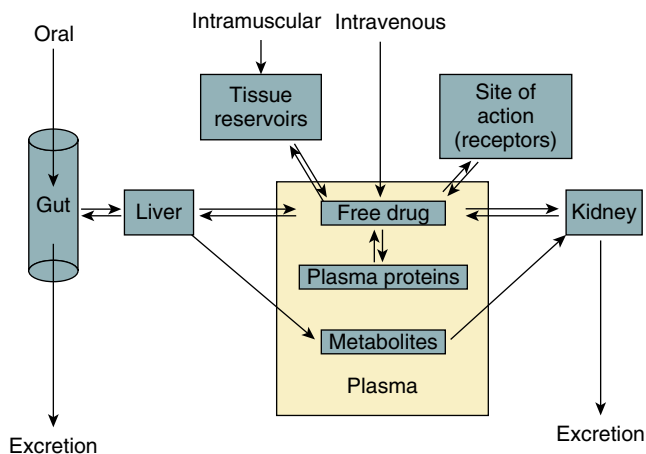 Intramuscular
Intravenous
Oral
Tissue
reservoirs
Site of
action
(receptors)
Gut
Liver
Free drug
Kidney
Plasma proteins
Metabolites
Plasma
Excretion
Excretion